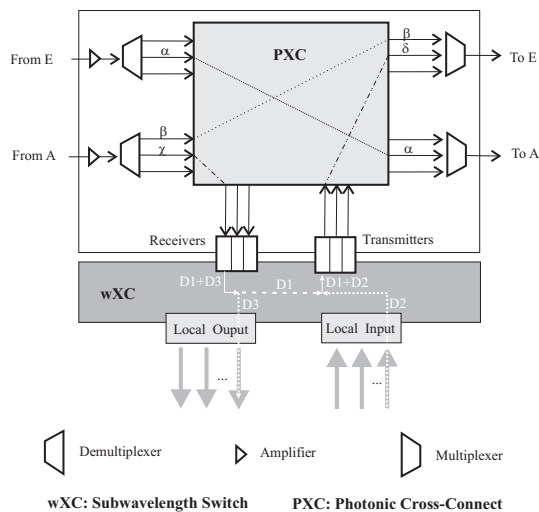 β
From E
α
PXC
δ
To E
β
From A
χ
α
To A
Receivers
Transmitters
D1+D3
D1
D1+D2
wXC
D3
D2
Local Ouput
Local Input
...
...
Demultiplexer
Amplifier
Multiplexer
wXC: Subwavelength Switch
PXC: Photonic Cross-Connect